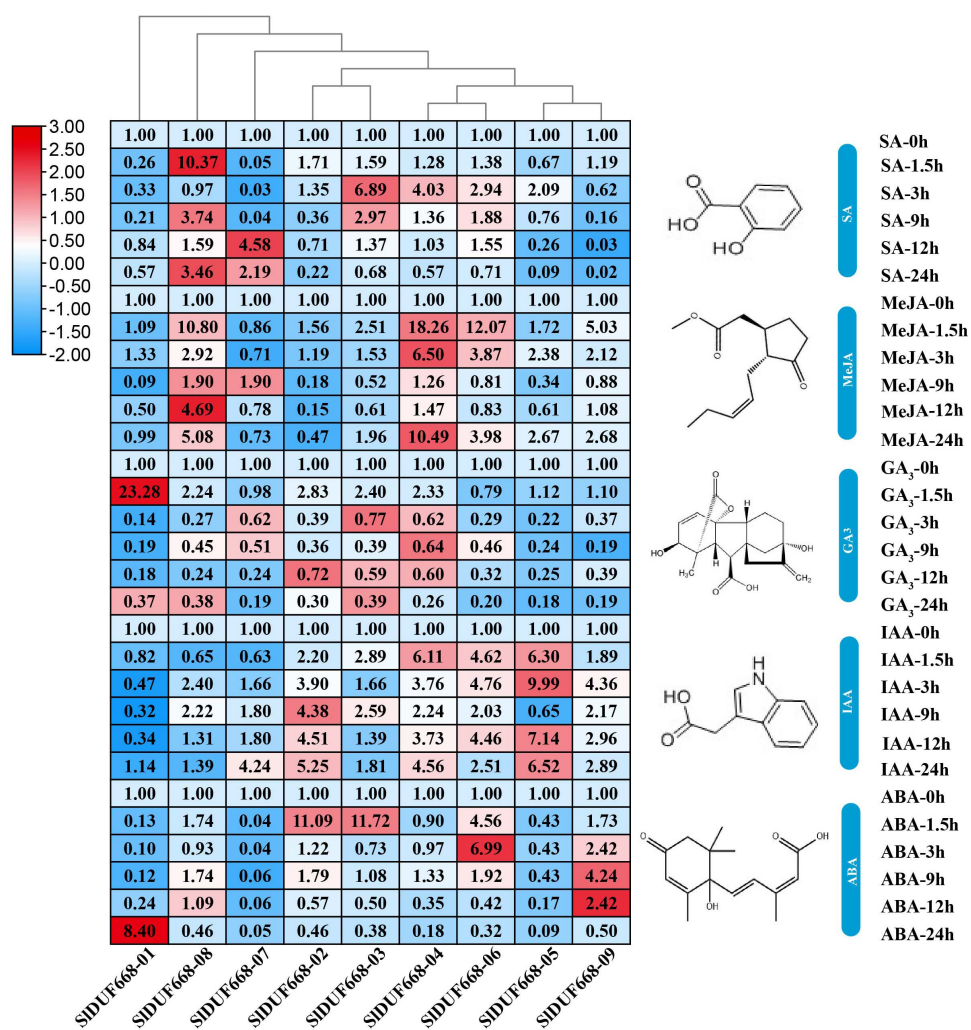 3.00
2.50
2.00
1.50
1.00
0.50
0.00
-0.50
-1.00
-1.50
-2.00
1.00 1.00 1.00 1.00 1.00 1.00 1.00 1.00 1.00 SA-0h
0.26 10.37 0.05 1.71 1.59 1.28 1.38 0.67 1.19 SA-1.5h
0.33 0.97 0.03 1.35 6.89 4.03 2.94 2.09 0.62 SA-3h
0.21 3.74 0.04 0.36 2.97 1.36 1.88 0.76 0.16 SA-9h
0.84 1.59 4.58 0.71 1.37 1.03 1.55 0.26 0.03 SA-12h
0.57 3.46 2.19 0.22 0.68 0.57 0.71 0.09 0.02 SA-24h
O
OH
HO
SA
1.00 1.00 1.00 1.00 1.00 1.00 1.00 1.00 1.00 MeJA-0h
1.09 10.80 0.86 1.56 2.51 18.26 12.07 1.72 5.03 MeJA-1.5h
1.33 2.92 0.71 1.19 1.53 6.50 3.87 2.38 2.12 MeJA-3h
0.09 1.90 1.90 0.18 0.52 1.26 0.81 0.34 0.88 MeJA-9h
0.50 4.69 0.78 0.15 0.61 1.47 0.83 0.61 1.08 MeJA-12h
0.99 5.08 0.73 0.47 1.96 10.49 3.98 2.67 2.68 MeJA-24h
O
O
O
MeJA
1.00 1.00 1.00 1.00 1.00 1.00 1.00 1.00 1.00 GA3-0h
23.28 2.24 0.98 2.83 2.40 2.33 0.79 1.12 1.10 GA3-1.5h
0.14 0.27 0.62 0.39 0.77 0.62 0.29 0.22 0.37 GA3-3h
0.19 0.45 0.51 0.36 0.39 0.64 0.46 0.24 0.19 GA3-9h
0.18 0.24 0.24 0.72 0.59 0.60 0.32 0.25 0.39 GA3-12h
0.37 0.38 0.19 0.30 0.39 0.26 0.20 0.18 0.19 GA3-24h
O
O
H
HO
OH
H
H3C
CH2
O
OH
GA3
1.00 1.00 1.00 1.00 1.00 1.00 1.00 1.00 1.00 IAA-0h
0.82 0.65 0.63 2.20 2.89 6.11 4.62 6.30 1.89 IAA-1.5h
0.47 2.40 1.66 3.90 1.66 3.76 4.76 9.99 4.36 IAA-3h
0.32 2.22 1.80 4.38 2.59 2.24 2.03 0.65 2.17 IAA-9h
0.34 1.31 1.80 4.51 1.39 3.73 4.46 7.14 2.96 IAA-12h
1.14 1.39 4.24 5.25 1.81 4.56 2.51 6.52 2.89 IAA-24h
H
N
HO
O
IAA
1.00 1.00 1.00 1.00 1.00 1.00 1.00 1.00 1.00 ABA-0h
0.13 1.74 0.04 11.09 11.72 0.90 4.56 0.43 1.73 ABA-1.5h
0.10 0.93 0.04 1.22 0.73 0.97 6.99 0.43 2.42 ABA-3h
0.12 1.74 0.06 1.79 1.08 1.33 1.92 0.43 4.24 ABA-9h
0.24 1.09 0.06 0.57 0.50 0.35 0.42 0.17 2.42 ABA-12h
8.40 0.46 0.05 0.46 0.38 0.18 0.32 0.09 0.50 ABA-24h
O
O
OH
OH
ABA
SlDUF668-01 SlDUF668-08 SlDUF668-07 SlDUF668-02 SlDUF668-03 SlDUF668-04 SlDUF668-06 SlDUF668-05 SlDUF668-09